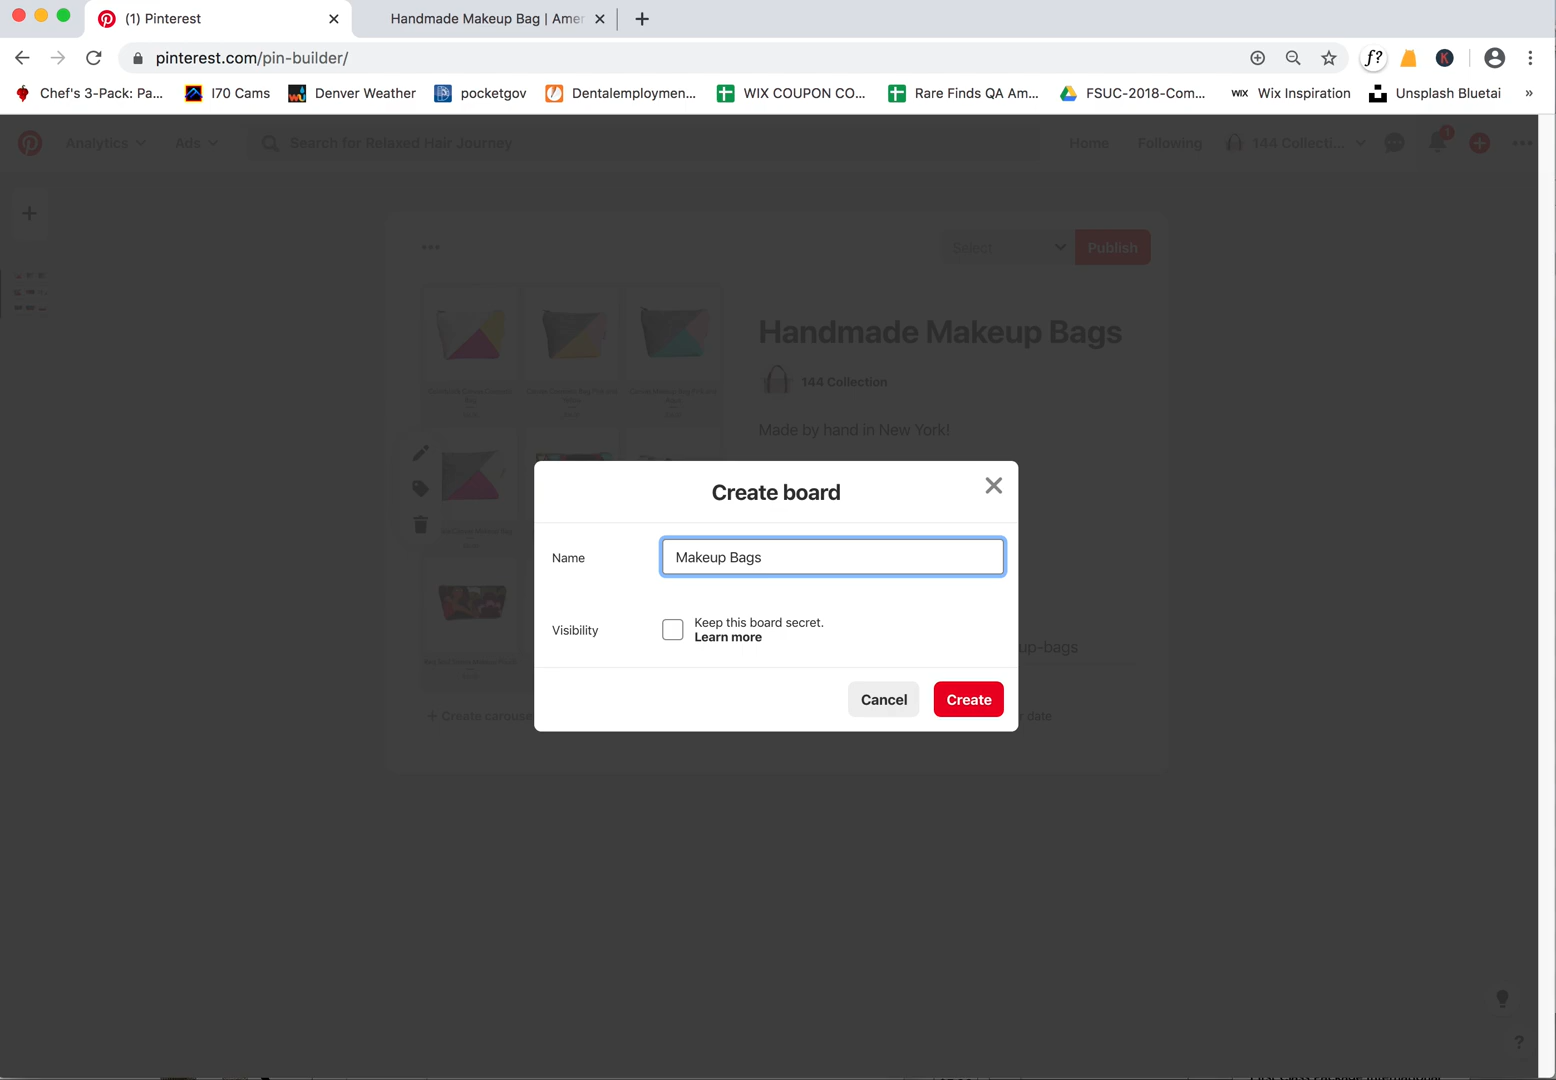 (1) Pinterest
Handmade Makeup Bag | Amer
pinterest.com/pin-builder/
f?
K
Chef's 3-Pack: Pa...
I70 Cams
Denver Weather
pocketgov
Dentalemploymen...
WIX COUPON CO...
Rare Finds QA Am...
FSUC-2018-Com...
WIX Wix Inspiration
Unsplash Bluetai
»
Analytics
Ads
Search for Relaxed Hair Journey
Home
Following
144 Collecti...
1
Select
Publish
Handmade Makeup Bags
144 Collection
Made by hand in New York!
Create board
Name
Makeup Bags
Visibility
Keep this board secret.
Learn more
up-bags
Cancel
Create
+ Create carouse
date
?